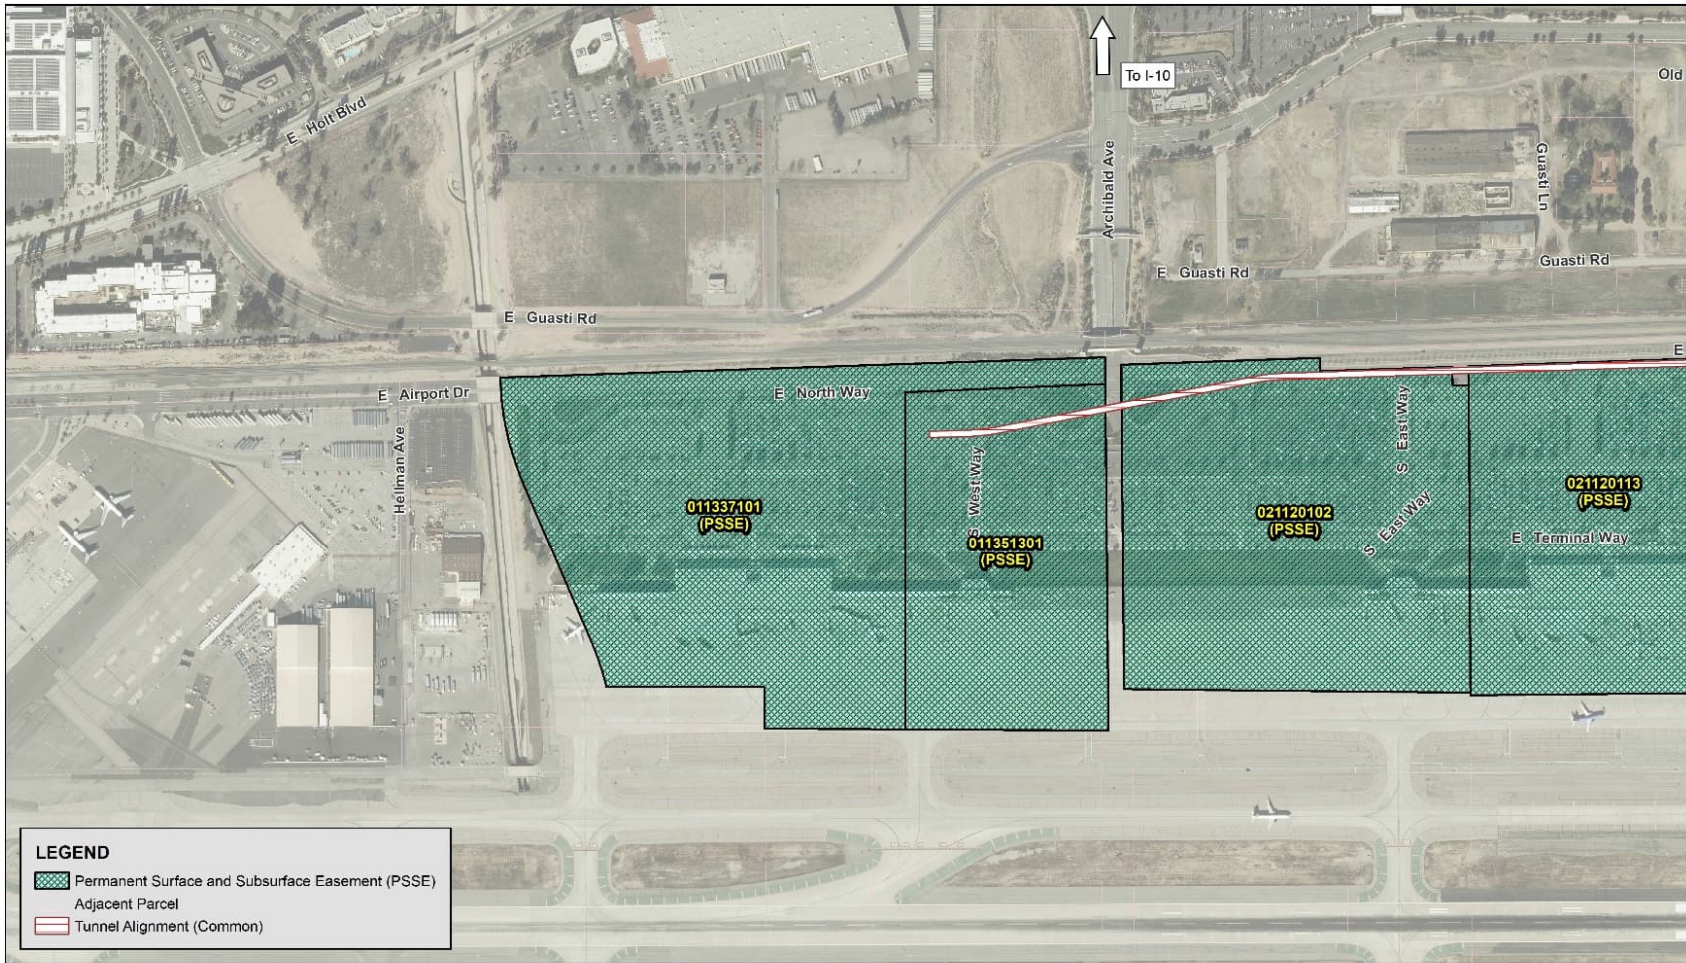 To I-10
Old
E Holt Blvd
Guasti Ln
Archibald Ave
E Guasti Rd
Guasti Rd
E Guasti Rd
E
E Airport Dr
E North Way
S East Way
Hellman Ave
S West Way
011337101
(PSSE)
011351301
(PSSE)
021120102
(PSSE)
021120113
(PSSE)
S East Way
E Terminal Way
LEGEND
Permanent Surface and Subsurface Easement (PSSE)
Adjacent Parcel
Tunnel Alignment (Common)